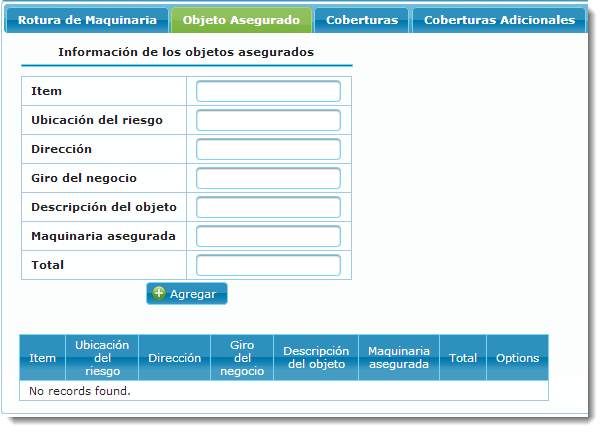 Rotura de Maquinaria Objeto Asegurado Coberturas Coberturas Adicionales
Información de los objetos asegurados
Item
Ubicación del riesgo
Dirección
Giro del negocio
Descripción del objeto
Maquinaria asegurada
Total
Agregar
Item Ubicación del riesgo Dirección Giro del negocio Descripción del objeto Maquinaria asegurada Total Options
No records found.